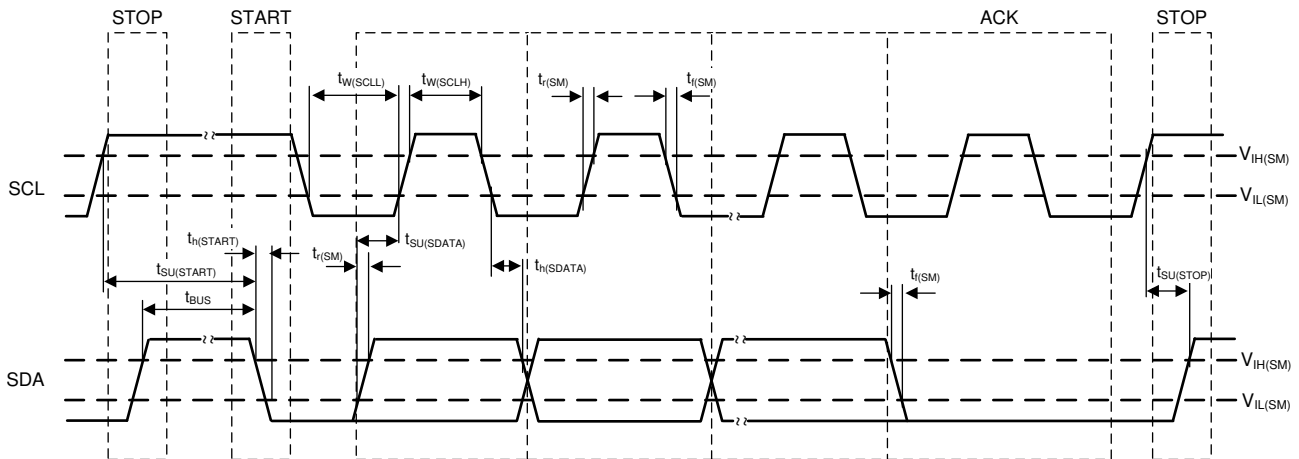 STOP START ACK STOP
tW(SCLL) tW(SCLH) tr(SM) tf(SM)
VIH(SM)
SCL
VIL(SM)
th(START) tr(SM) tSU(SDATA) th(SDATA) tf(SM) tSU(STOP)
tSU(START)
tBUS
VIH(SM)
SDA
VIL(SM)